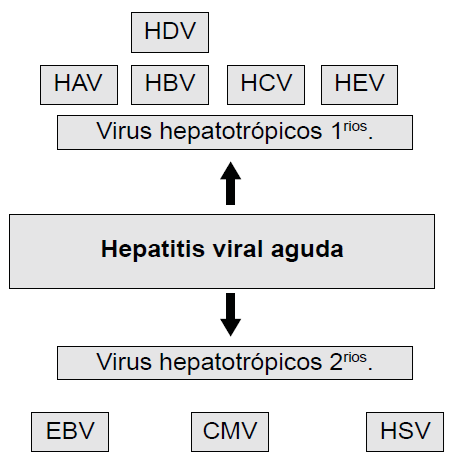 HDV
HAV HBV HCV HEV
Virus hepatotrópicos 1rios.
Hepatitis viral aguda
Virus hepatotrópicos 2rios.
EBV CMV HSV